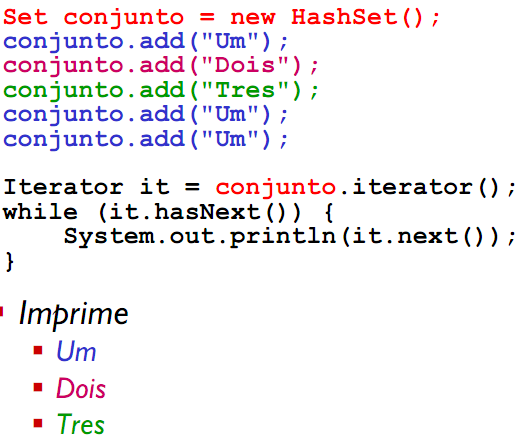 Set conjunto = new HashSet();
conjunto.add("Um");
conjunto.add("Dois");
conjunto.add("Tres");
conjunto.add("Um");
conjunto.add("Um");
Iterator it = conjunto.iterator();
while (it.hasNext()) {
    System.out.println(it.next());
}
Imprime
Um
Dois
Tres